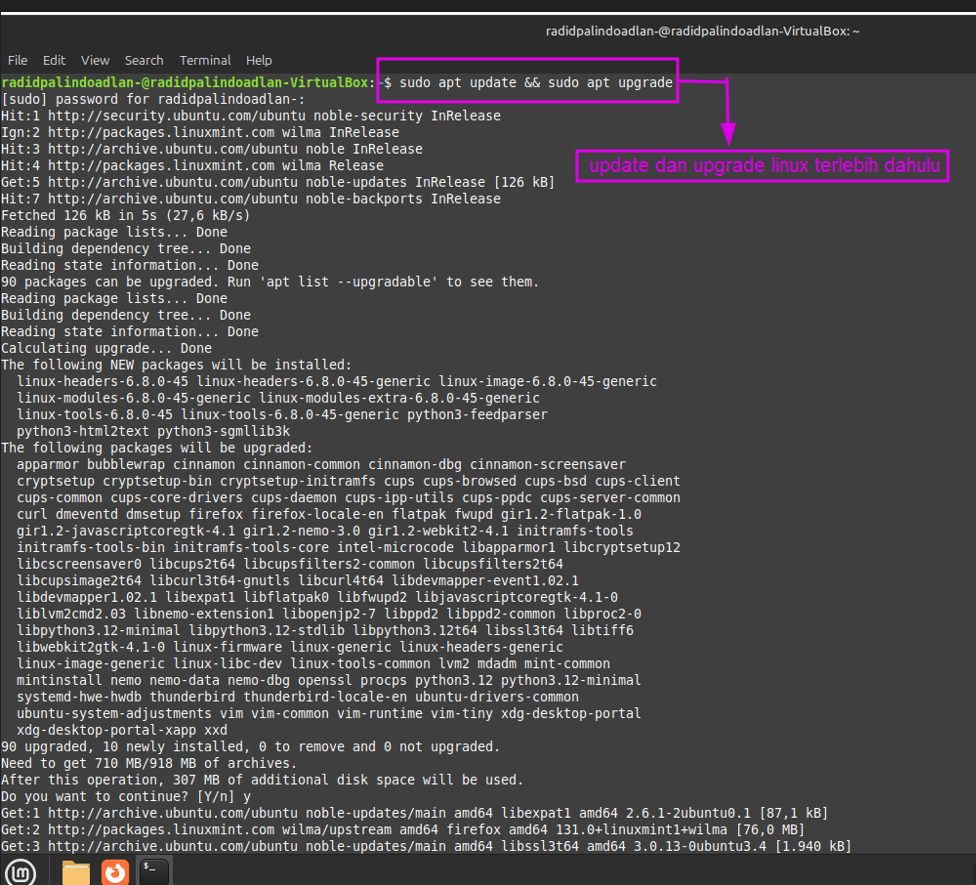 radidpalindoadlan-@radidpalindoadlan-VirtualBox: ~
File Edit View Search Terminal Help
radidpalindoadlan-@radidpalindoadlan-VirtualBox:~$ sudo apt update && sudo apt upgrade
[sudo] password for radidpalindoadlan-:
Hit:1 http://security.ubuntu.com/ubuntu noble-security InRelease
Ign:2 http://packages.linuxmint.com wilma InRelease
Hit:3 http://archive.ubuntu.com/ubuntu noble InRelease
Hit:4 http://packages.linuxmint.com wilma Release
update dan upgrade linux terlebih dahulu
Get:5 http://archive.ubuntu.com/ubuntu noble-updates InRelease [126 kB]
Hit:7 http://archive.ubuntu.com/ubuntu noble-backports InRelease
Fetched 126 kB in 5s (27,6 kB/s)
Reading package lists... Done
Building dependency tree... Done
Reading state information... Done
90 packages can be upgraded. Run 'apt list --upgradable' to see them.
Reading package lists... Done
Building dependency tree... Done
Reading state information... Done
Calculating upgrade... Done
The following NEW packages will be installed:
linux-headers-6.8.0-45 linux-headers-6.8.0-45-generic linux-image-6.8.0-45-generic
linux-modules-6.8.0-45-generic linux-modules-extra-6.8.0-45-generic
linux-tools-6.8.0-45 linux-tools-6.8.0-45-generic python3-feedparser
python3-html2text python3-sgmllib3k
The following packages will be upgraded:
apparmor bubblewrap cinnamon cinnamon-common cinnamon-dbg cinnamon-screensaver
cryptsetup cryptsetup-bin cryptsetup-initramfs cups cups-browsed cups-bsd cups-client
cups-common cups-core-drivers cups-daemon cups-ipp-utils cups-ppdc cups-server-common
curl dmeventd dmsetup firefox firefox-locale-en flatpak fwupd gir1.2-flatpak-1.0
gir1.2-javascriptcoregtk-4.1 gir1.2-nemo-3.0 gir1.2-webkit2-4.1 initramfs-tools
initramfs-tools-bin initramfs-tools-core intel-microcode libapparmor1 libcryptsetup12
libcscreensaver0 libcups2t64 libcupsfilters2-common libcupsfilters2t64
libcupsimage2t64 libcurl3t64-gnutls libcurl4t64 libdevmapper-event1.02.1
libdevmapper1.02.1 libexpat1 libflatpak0 libfwupd2 libjavascriptcoregtk-4.1-0
liblvm2cmd2.03 libnemo-extension1 libopenjp2-7 libppd2 libppd2-common libproc2-0
libpython3.12-minimal libpython3.12-stdlib libpython3.12t64 libssl3t64 libtiff6
libwebkit2gtk-4.1-0 linux-firmware linux-generic linux-headers-generic
linux-image-generic linux-libc-dev linux-tools-common lvm2 mdadm mint-common
mintinstall nemo nemo-data nemo-dbg openssl procps python3.12 python3.12-minimal
systemd-hwe-hwdb thunderbird thunderbird-locale-en ubuntu-drivers-common
ubuntu-system-adjustments vim vim-common vim-runtime vim-tiny xdg-desktop-portal
xdg-desktop-portal-xapp xxd
90 upgraded, 10 newly installed, 0 to remove and 0 not upgraded.
Need to get 710 MB/918 MB of archives.
After this operation, 307 MB of additional disk space will be used.
Do you want to continue? [Y/n] y
Get:1 http://archive.ubuntu.com/ubuntu noble-updates/main amd64 libexpat1 amd64 2.6.1-2ubuntu0.1 [87,1 kB]
Get:2 http://packages.linuxmint.com wilma/upstream amd64 firefox amd64 131.0+linuxmint1+wilma [76,0 MB]
Get:3 http://archive.ubuntu.com/ubuntu noble-updates/main amd64 libssl3t64 amd64 3.0.13-0ubuntu3.4 [1.940 kB]